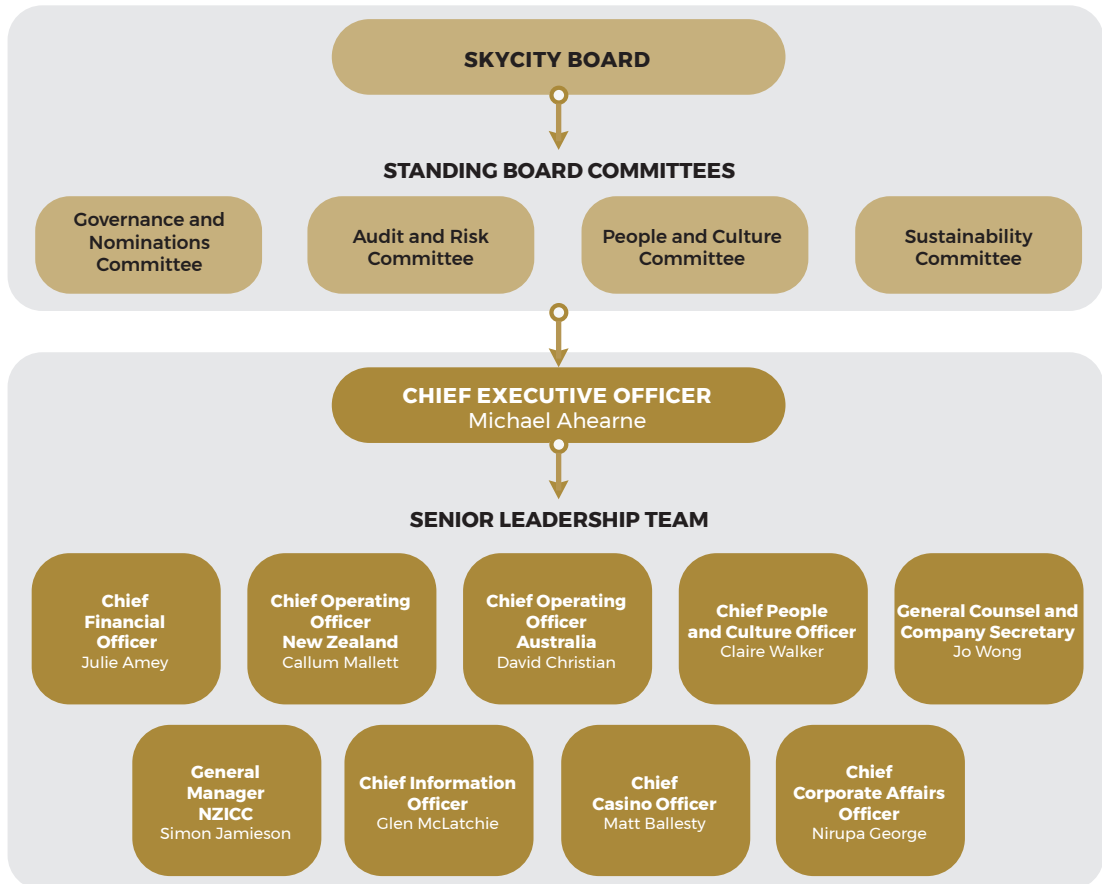 SKYCITY BOARD
STANDING BOARD COMMITTEES
Governance and
Nominations
Committee
Audit and Risk
Committee
People and Culture
Committee
Sustainability
Committee
CHIEF EXECUTIVE OFFICER
Michael Ahearne
SENIOR LEADERSHIP TEAM
Chief
Financial
Officer
Julie Amey
Chief Operating
Officer
New Zealand
Callum Mallett
Chief Operating
Officer
Australia
David Christian
Chief People
and Culture Officer
Claire Walker
General Counsel and
Company Secretary
Jo Wong
General
Manager
NZICC
Simon Jamieson
Chief Information
Officer
Glen McLatchie
Chief
Casino Officer
Matt Ballesty
Chief
Corporate Affairs
Officer
Nirupa George